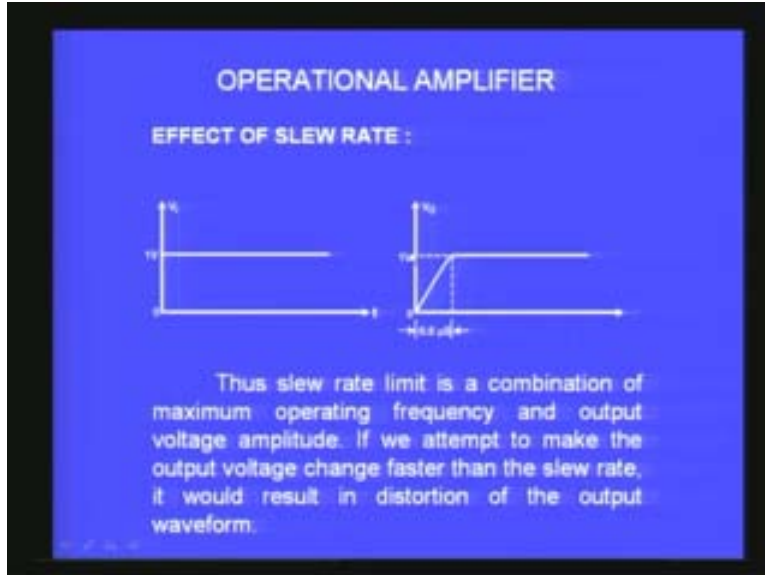 OPERATIONAL AMPLIFIER
EFFECT OF SLEW RATE :
Thus slew rate limit is a combination of
maximum operating frequency and output
voltage amplitude. If we attempt to make the
output voltage change faster than the slew rate,
it would result in distortion of the output
waveform.